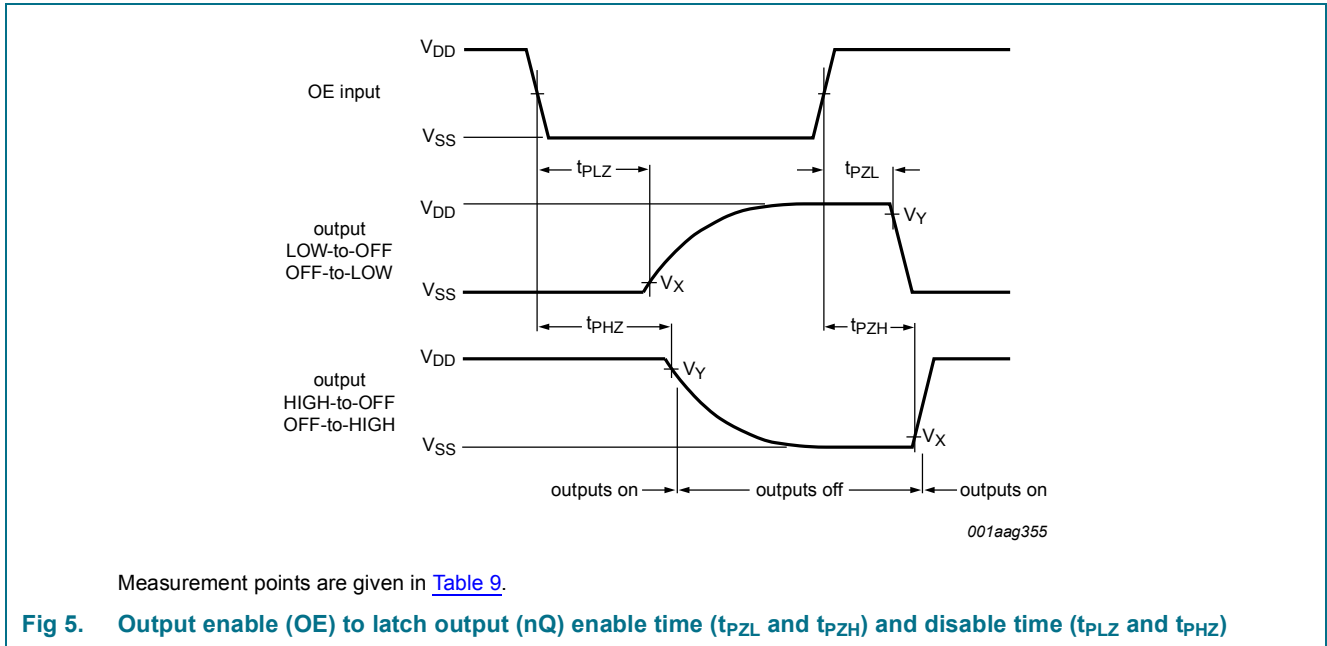 VDD
OE input
VSS
tPLZ
tPZL
VDD
VY
output
LOW-to-OFF
OFF-to-LOW
VX
VSS
tPHZ
tPZH
VDD
VY
output
HIGH-to-OFF
OFF-to-HIGH
VX
VSS
outputs on
outputs off
outputs on
001aag355
Measurement points are given in Table 9.
Fig 5. Output enable (OE) to latch output (nQ) enable time (tPZL and tPZH) and disable time (tPLZ and tPHZ)